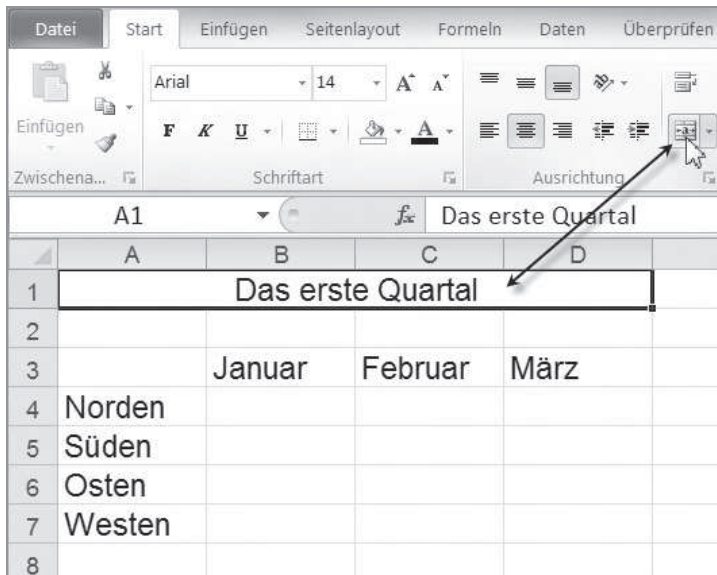 Datei Start Einfügen Seitenlayout Formeln Daten Überprüfen
Arial 14 A A
Einfügen F K U A a
Zwischena... Schriftart Ausrichtung
A1 fx Das erste Quartal
A B C D
1 Das erste Quartal
2
3 Januar Februar März
4 Norden
5 Süden
6 Osten
7 Westen
8